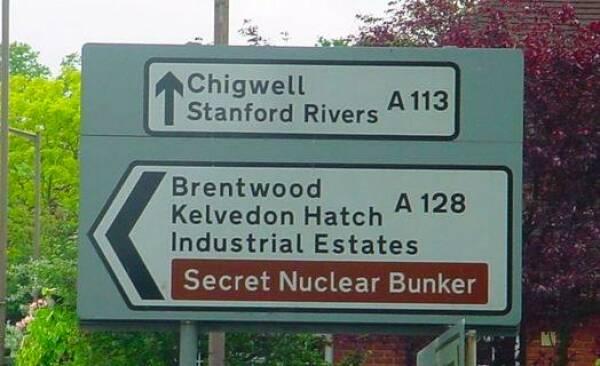 Chigwell
Stanford Rivers A 113
Brentwood
Kelvedon Hatch A 128
Industrial Estates
Secret Nuclear Bunker